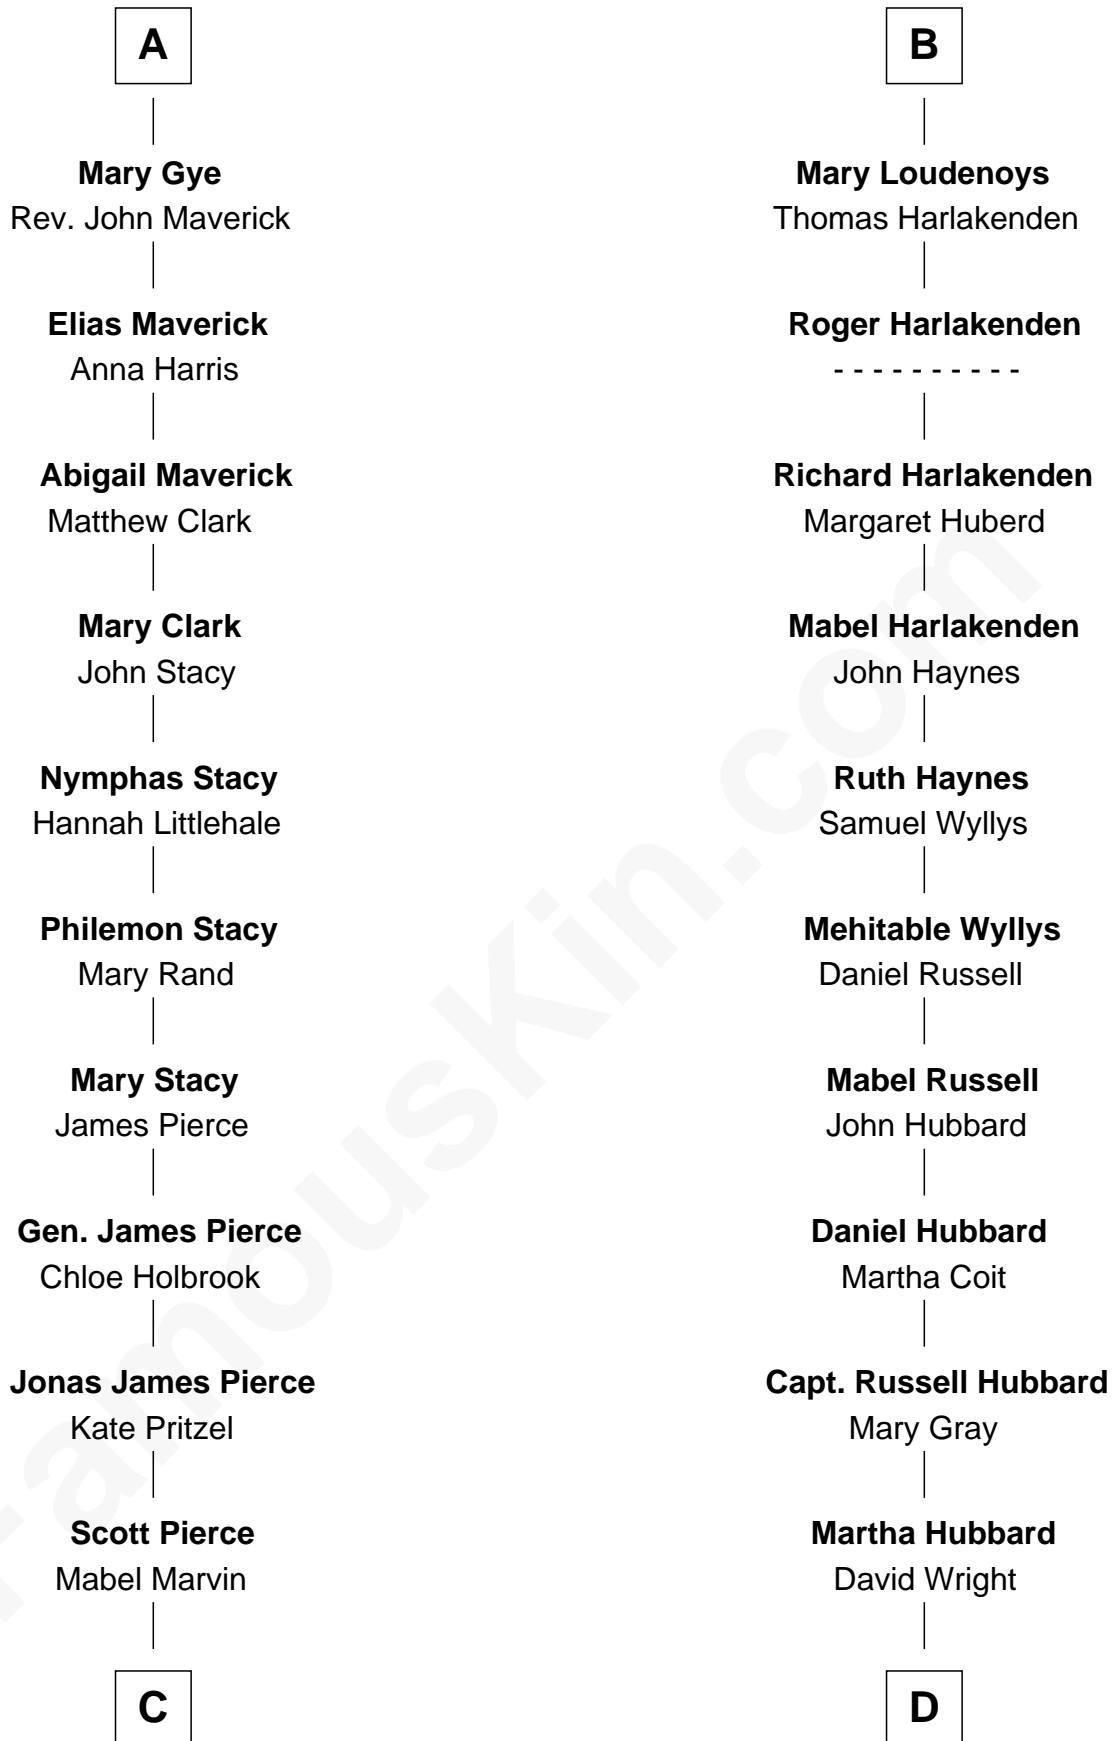 A
Mary Gye
Rev. John Maverick
Elias Maverick
Anna Harris
Abigail Maverick
Matthew Clark
Mary Clark
John Stacy
Nymphas Stacy
Hannah Littlehale
Philemon Stacy
Mary Rand
Mary Stacy
James Pierce
Gen. James Pierce
Chloe Holbrook
Jonas James Pierce
Kate Pritzel
Scott Pierce
Mabel Marvin
C
B
Mary Loudenoys
Thomas Harlakenden
Roger Harlakenden
- - - - - - - - - -
Richard Harlakenden
Margaret Huberd
Mabel Harlakenden
John Haynes
Ruth Haynes
Samuel Wyllys
Mehitable Wyllys
Daniel Russell
Mabel Russell
John Hubbard
Daniel Hubbard
Martha Coit
Capt. Russell Hubbard
Mary Gray
Martha Hubbard
David Wright
D
FamousKin.com